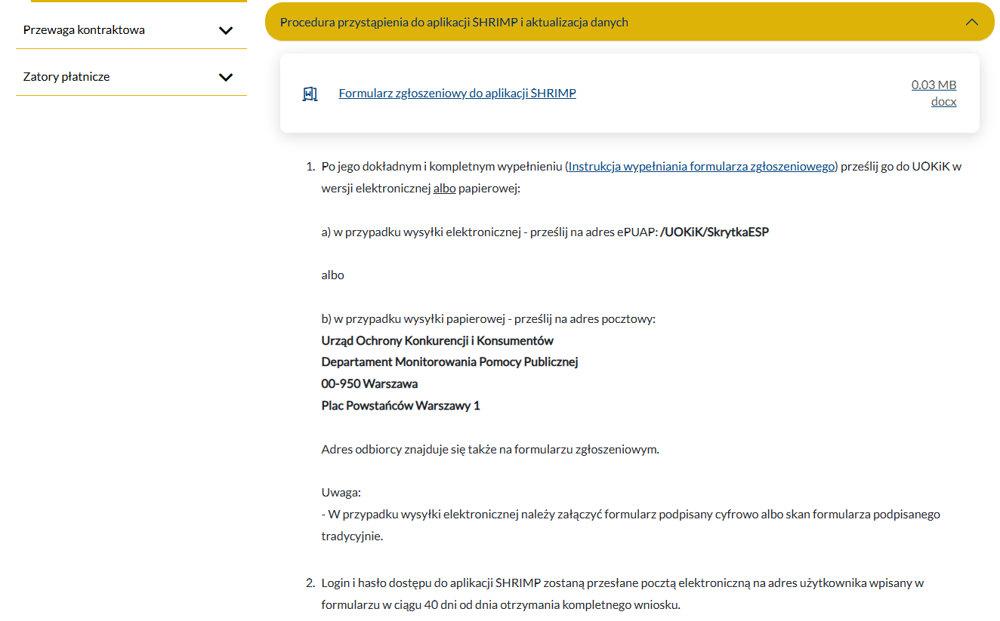 Przewaga kontraktowa
Zatory płatnicze
Procedura przystąpienia do aplikacji SHRIMP i aktualizacja danych
Formularz zgłoszeniowy do aplikacji SHRIMP
0.03 MB
docx
1. Po jego dokładnym i kompletnym wypełnieniu (Instrukcja wypełniania formularza zgłoszeniowego) prześlij go do UOKiK w
wersji elektronicznej albo papierowej:
a) w przypadku wysyłki elektronicznej - prześlij na adres ePUAP: /UOKiK/SkrytkaESP
albo
b) w przypadku wysyłki papierowej - prześlij na adres pocztowy:
Urząd Ochrony Konkurencji i Konsumentów
Departament Monitorowania Pomocy Publicznej
00-950 Warszawa
Plac Powstańców Warszawy 1
Adres odbiorcy znajduje się także na formularzu zgłoszeniowym.
Uwaga:
- W przypadku wysyłki elektronicznej należy załączyć formularz podpisany cyfrowo albo skan formularza podpisanego
tradycyjnie.
2. Login i hasło dostępu do aplikacji SHRIMP zostaną przesłane pocztą elektroniczną na adres użytkownika wpisany w
formularzu w ciągu 40 dni od dnia otrzymania kompletnego wniosku.